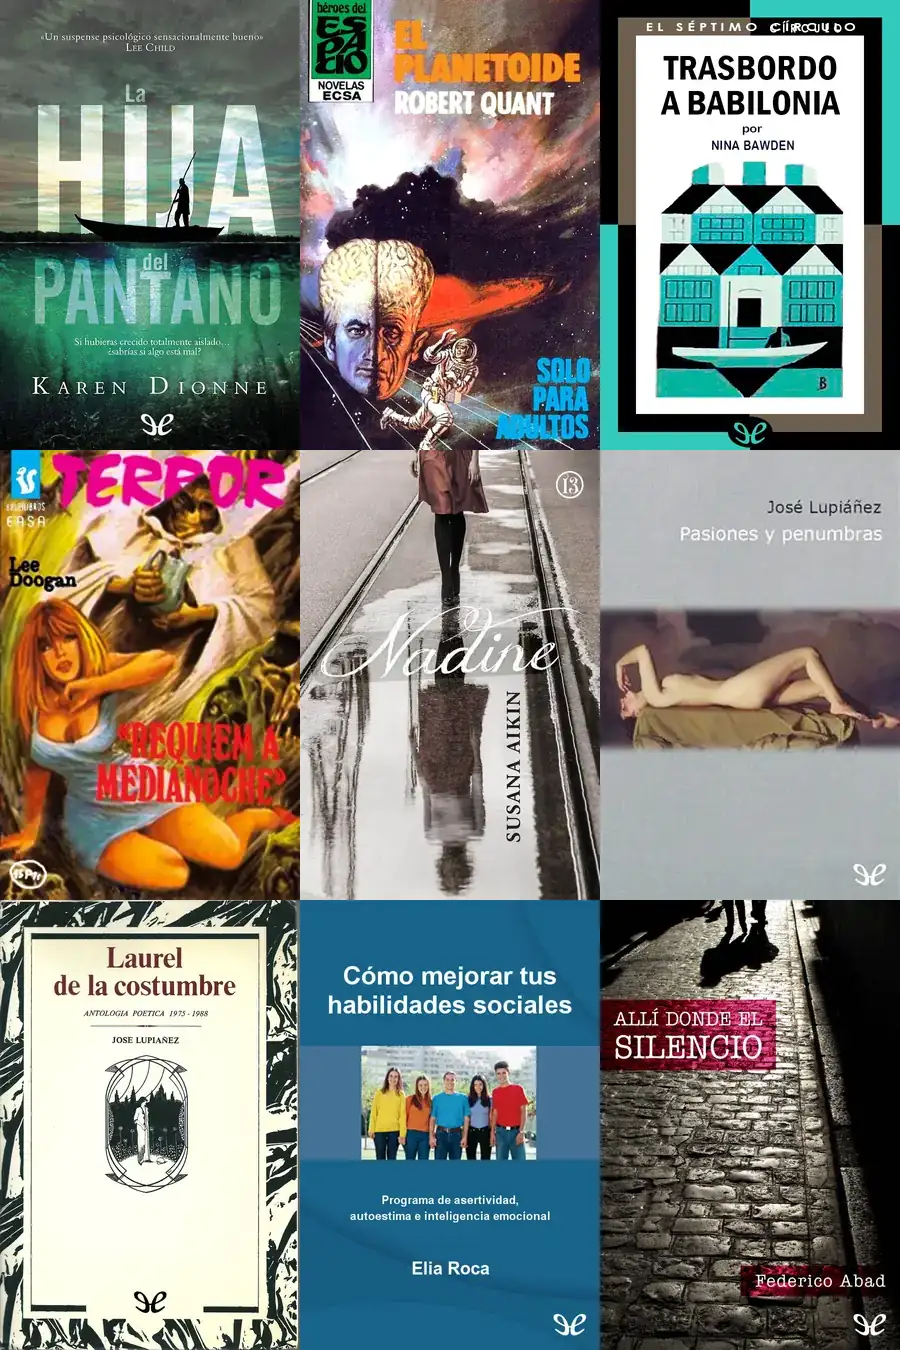 «Un suspense psicológico sensacionalmente bueno»
LEE CHILD
La
HIJA
del
PANTANO
Si hubieras crecido totalmente aislado...
¿sabrías si algo está mal?
KAREN DIONNE
héroes del
ESPACIO
NOVELAS
ECSA
EL
PLANETOIDE
ROBERT QUANT
SOLO
PARA
ADULTOS
EL SÉPTIMO CÍRCULO
TRASBORDO
A BABILONIA
por
NINA BAWDEN
B
TERROR
EASA
Lee
Doogan
"REQUIEM A
MEDIANOCHE"
13
Nadine
SUSANA AIKIN
José Lupiáñez
Pasiones y penumbras
Laurel
de la costumbre
ANTOLOGIA POETICA 1975 - 1988
JOSE LUPIAÑEZ
Cómo mejorar tus
habilidades sociales
Programa de asertividad,
autoestima e inteligencia emocional
Elia Roca
ALLÍ DONDE EL
SILENCIO
Federico Abad